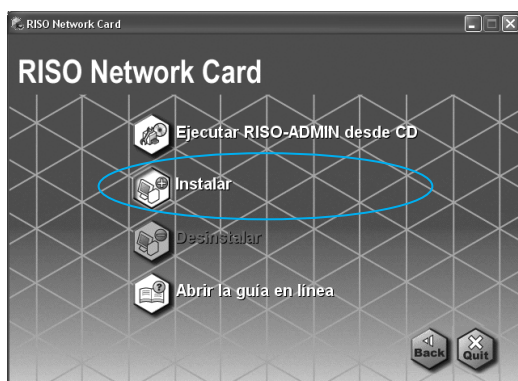 RISO Network Card
RISO Network Card
Ejecutar RISO-ADMIN desde CD
Instalar
Desinstalar
Abrir la guía en línea
Back
Quit